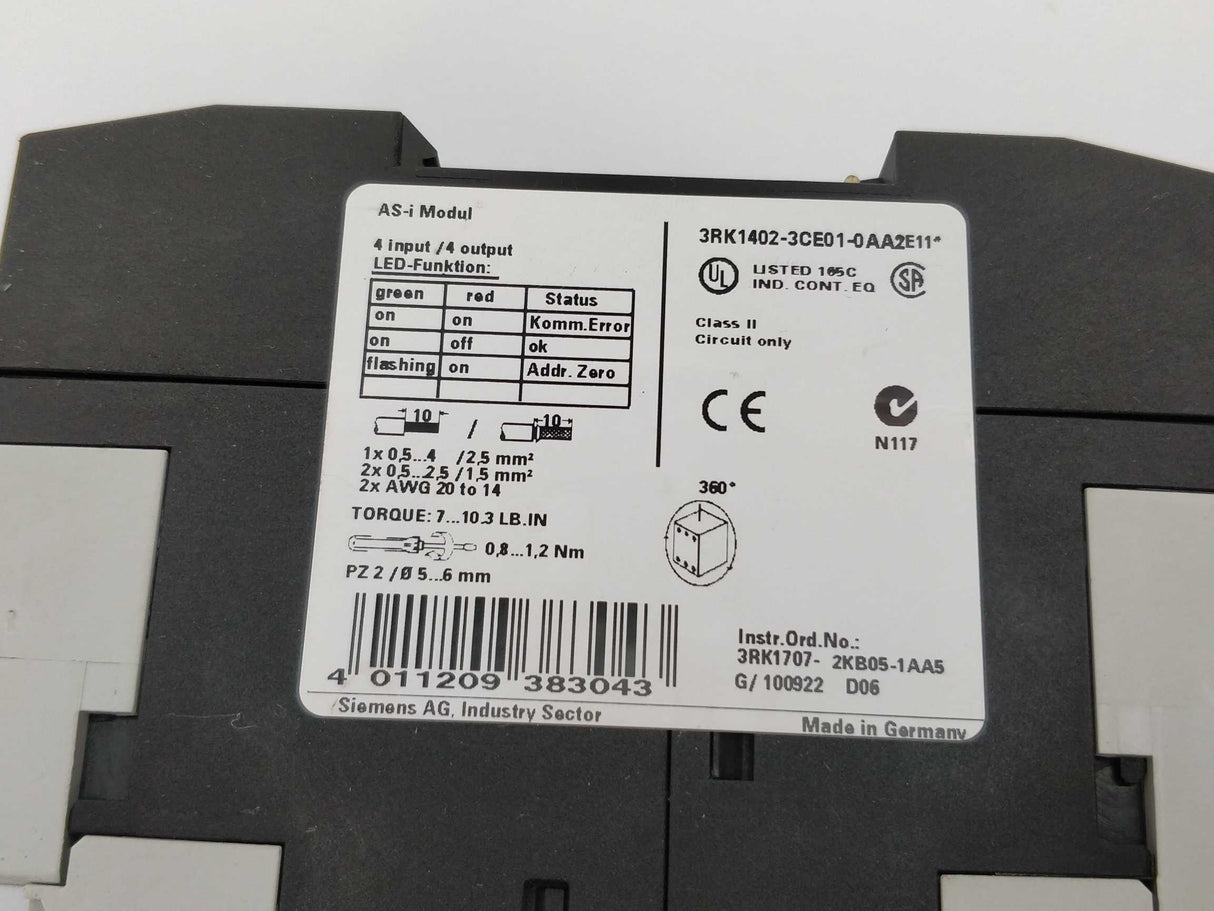 AS-i Modul
4 input / 4 output
LED-Funktion:
green red Status
on on Komm.Error
on off ok
flashing on Addr. Zero
10 / 10
1x 0,5...4 /2,5 mm²
2x 0,5...2,5 /1,5 mm²
2x AWG 20 to 14
TORQUE: 7...10.3 LB.IN
0,8...1,2 Nm
PZ 2 / Ø 5...6 mm
4 011209 383043
Siemens AG, Industry Sector
3RK1402-3CE01-0AA2E11*
UL LISTED 165C
IND. CONT. EQ
SA
Class II
Circuit only
CE
N117
360°
Instr.Ord.No.:
3RK1707- 2KB05-1AA5
G/ 100922 D06
Made in Germany